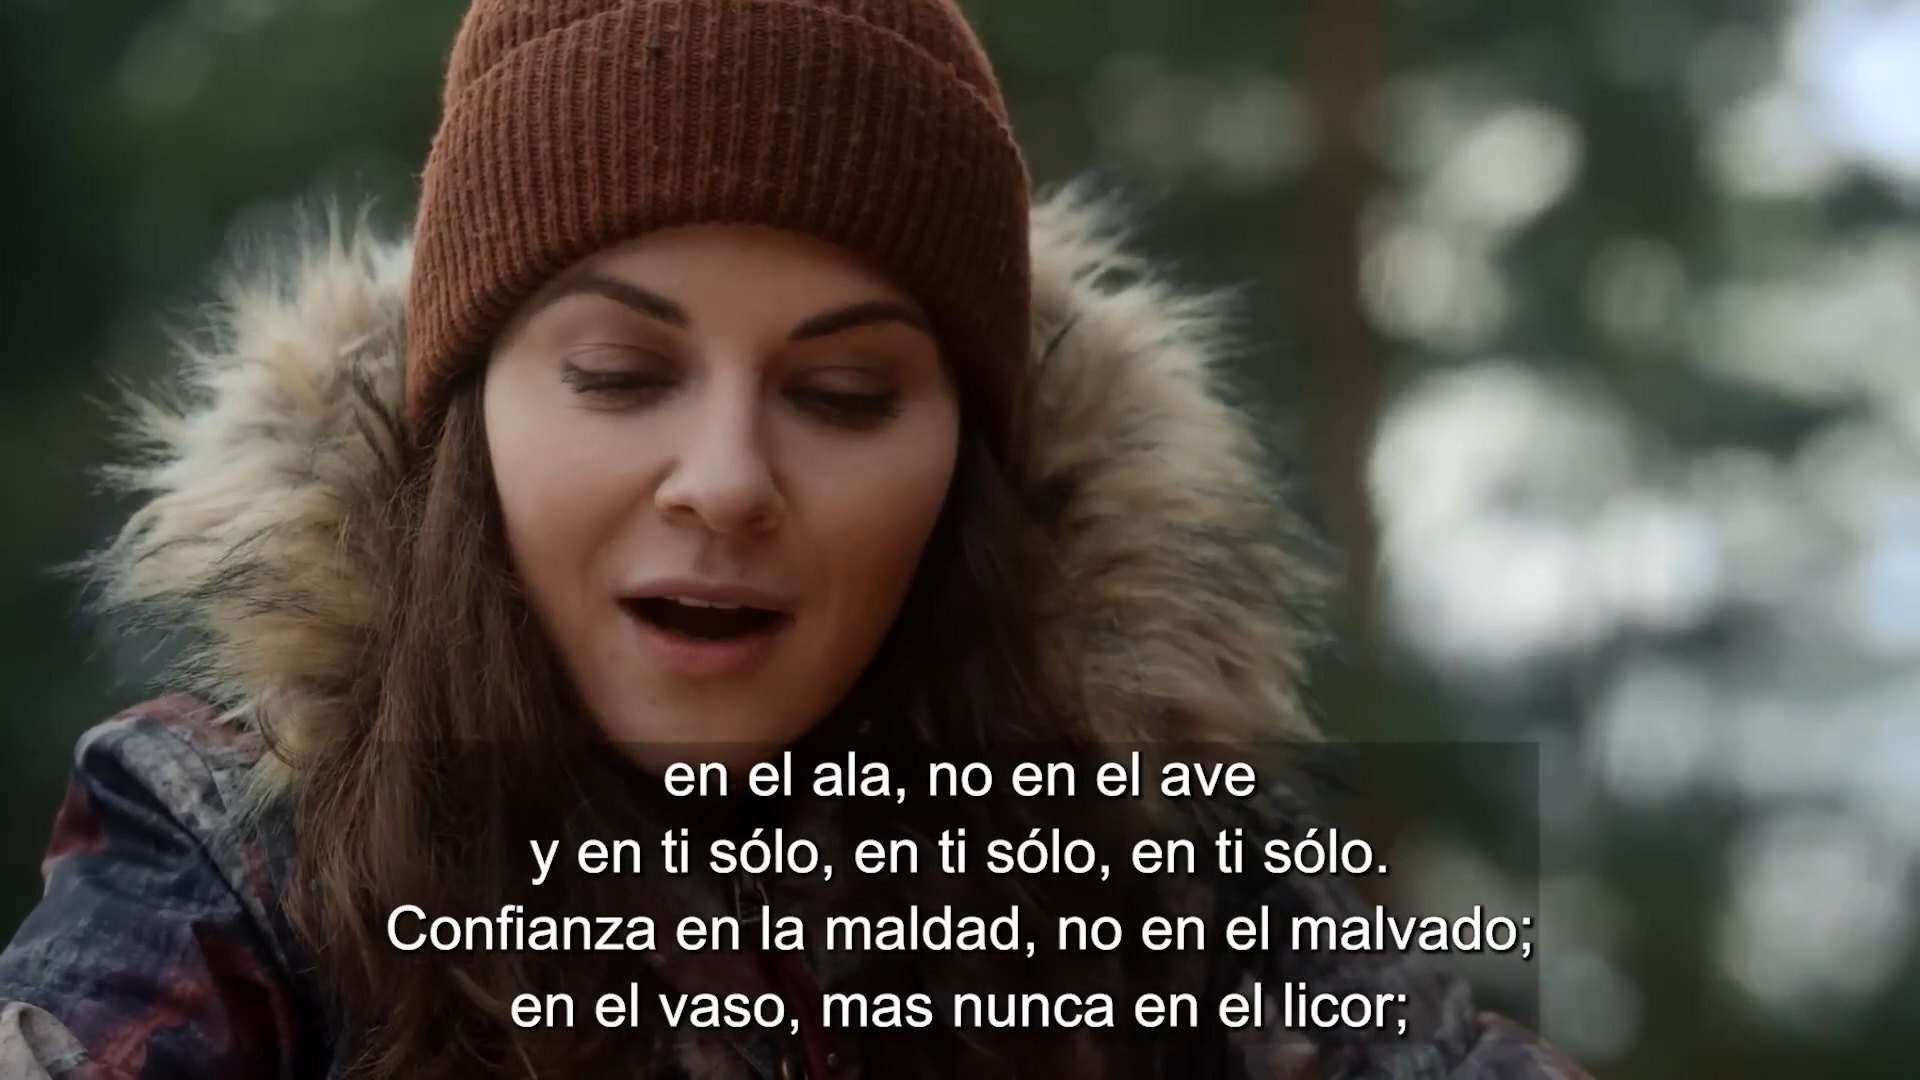 en el ala, no en el ave
y en ti sólo, en ti sólo, en ti sólo.
Confianza en la maldad, no en el malvado;
en el vaso, mas nunca en el licor;